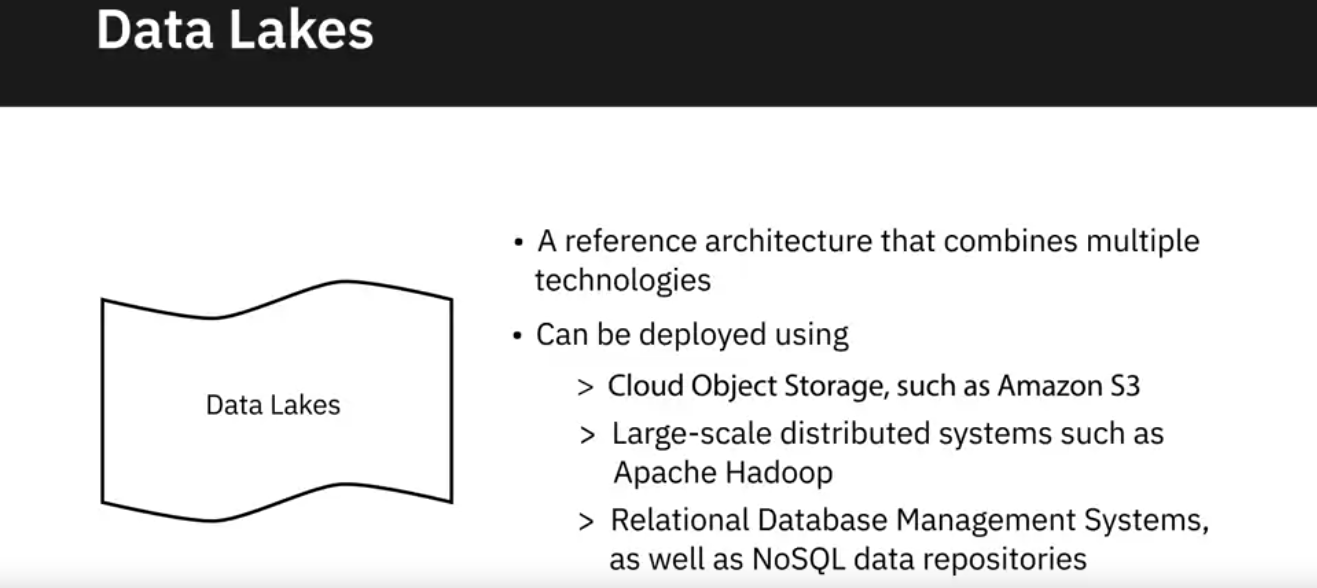 Data Lakes
Data Lakes
• A reference architecture that combines multiple
technologies
• Can be deployed using
> Cloud Object Storage, such as Amazon S3
> Large-scale distributed systems such as
Apache Hadoop
> Relational Database Management Systems,
as well as NoSQL data repositories